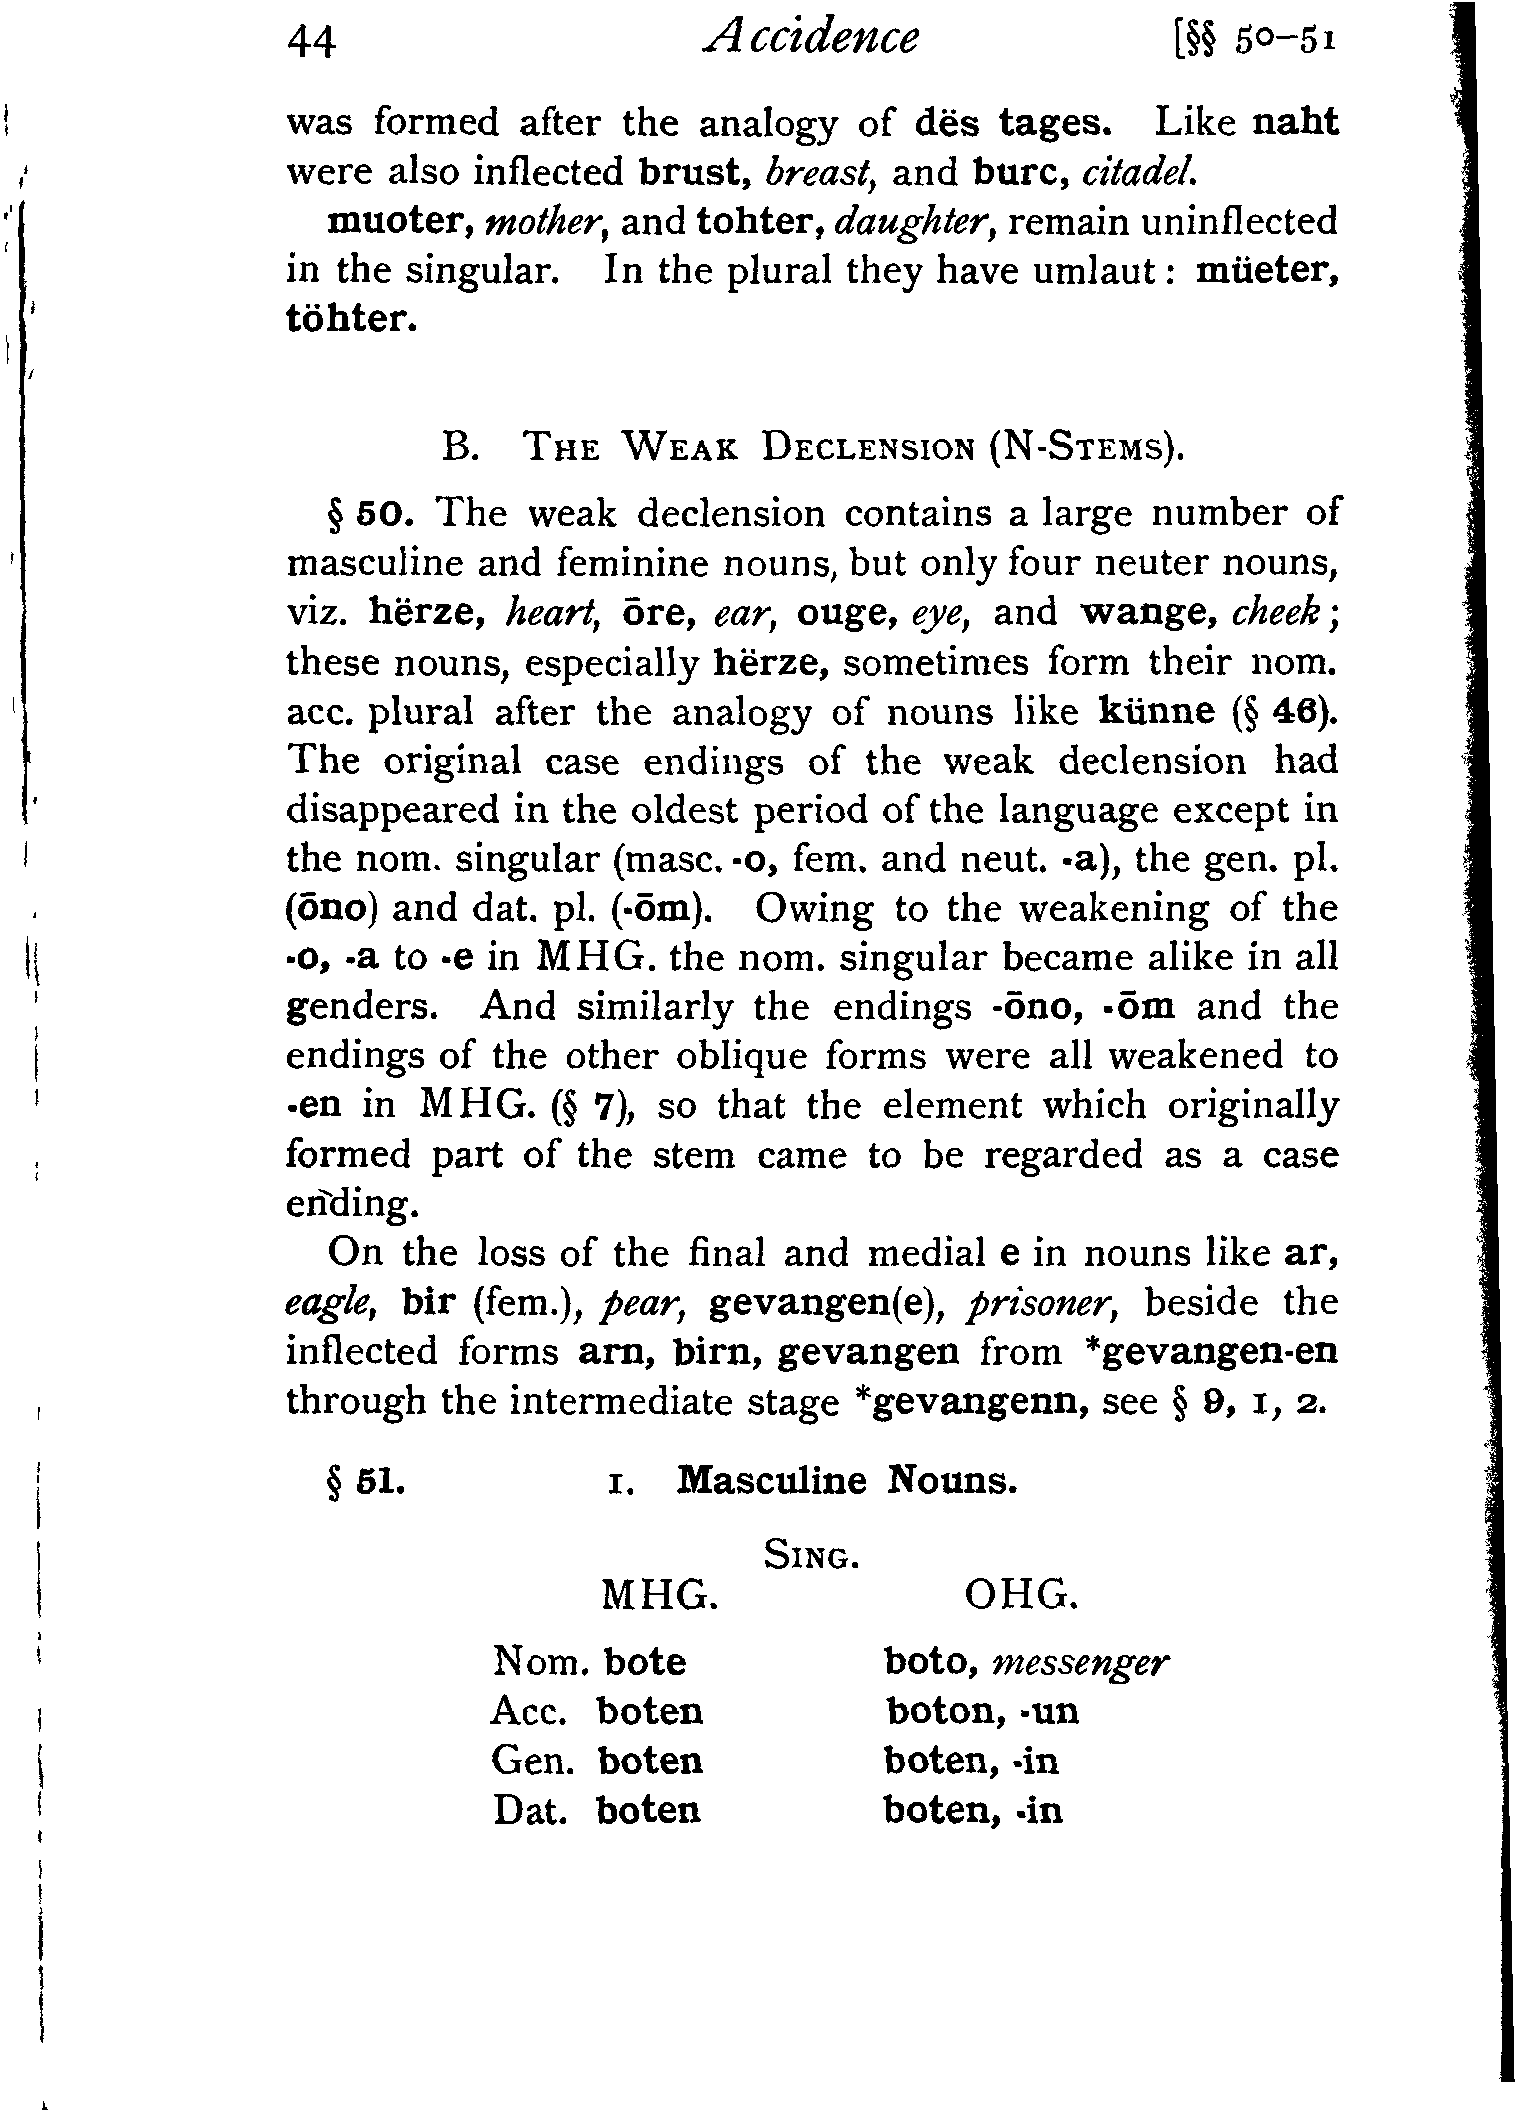 44 Accidence [§§ 50–51
was formed after the analogy of dës tages. Like naht
were also inflected brust, breast, and burc, citadel.
muoter, mother, and tohter, daughter, remain uninflected
in the singular. In the plural they have umlaut : müeter,
töhter.
B. The Weak Declension (N-Stems).
§ 50. The weak declension contains a large number of
masculine and feminine nouns, but only four neuter nouns,
viz. hërze, heart, ōre, ear, ouge, eye, and wange, cheek ;
these nouns, especially hërze, sometimes form their nom.
acc. plural after the analogy of nouns like künne (§ 46).
The original case endings of the weak declension had
disappeared in the oldest period of the language except in
the nom. singular (masc. -o, fem. and neut. -a), the gen. pl.
(ōno) and dat. pl. (-ōm). Owing to the weakening of the
-o, -a to -e in MHG. the nom. singular became alike in all
genders. And similarly the endings -ōno, -ōm and the
endings of the other oblique forms were all weakened to
-en in MHG. (§ 7), so that the element which originally
formed part of the stem came to be regarded as a case
ending.
On the loss of the final and medial e in nouns like ar,
eagle, bir (fem.), pear, gevangen(e), prisoner, beside the
inflected forms arn, birn, gevangen from *gevangen-en
through the intermediate stage *gevangenn, see § 9, 1, 2.
§ 51. 1. Masculine Nouns.
Sing.
MHG. OHG.
Nom. bote boto, messenger
Acc. boten boton, -un
Gen. boten boten, -in
Dat. boten boten, -in